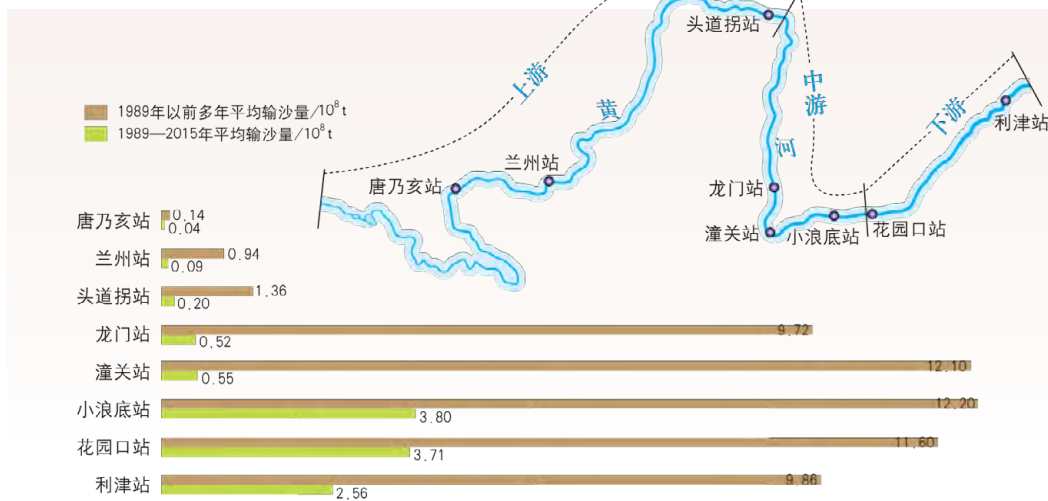 头道拐站
上游
中游
黄
1989年以前多年平均输沙量/10⁸t
1989—2015年平均输沙量/10⁸t
下游
利津站
河
兰州站
唐乃亥站
龙门站
潼关站
小浪底站
花园口站
唐乃亥站 0.14
0.04
兰州站 0.94
0.09
头道拐站 1.36
0.20
龙门站 9.72
0.52
潼关站 12.10
0.55
小浪底站 12.20
3.80
花园口站 11.60
3.71
利津站 9.86
2.56